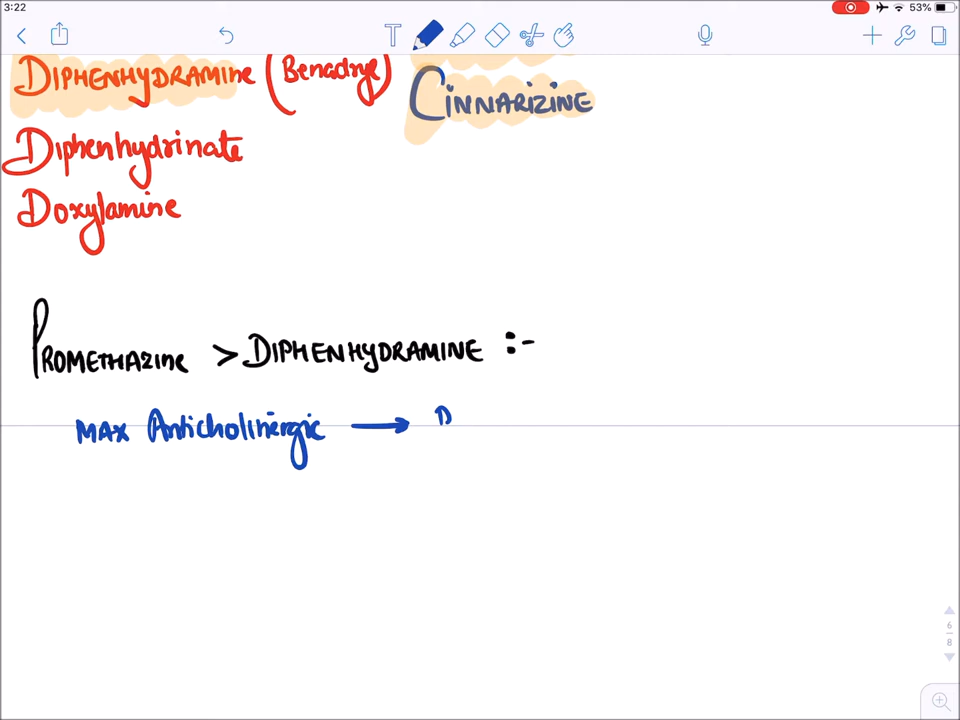 3:22
53%
T
DIPHENHYDRAMINE (Benadryl)
CINNARIZINE
Diphenhydrinate
Doxylamine
PROMETHAZINE > DIPHENHYDRAMINE :-
MAX Anticholinergic → D
6
8